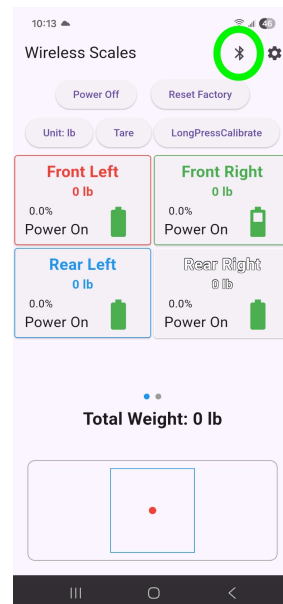 10:13
46
Wireless Scales
Power Off
Reset Factory
Unit: lb
Tare
LongPressCalibrate
Front Left
0 lb
0.0%
Power On
Front Right
0 lb
0.0%
Power On
Rear Left
0 lb
0.0%
Power On
Rear Right
0 lb
0.0%
Power On
Total Weight: 0 lb